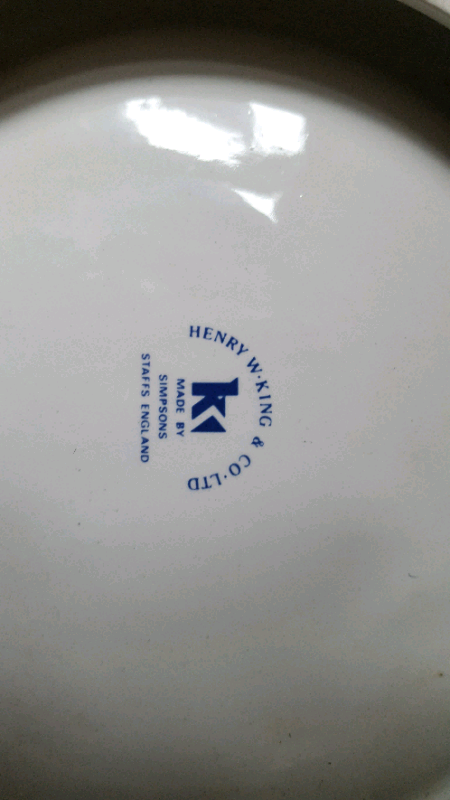 HENRY W·KING & CO·LTD
k
MADE BY
SIMPSONS
STAFFS ENGLAND